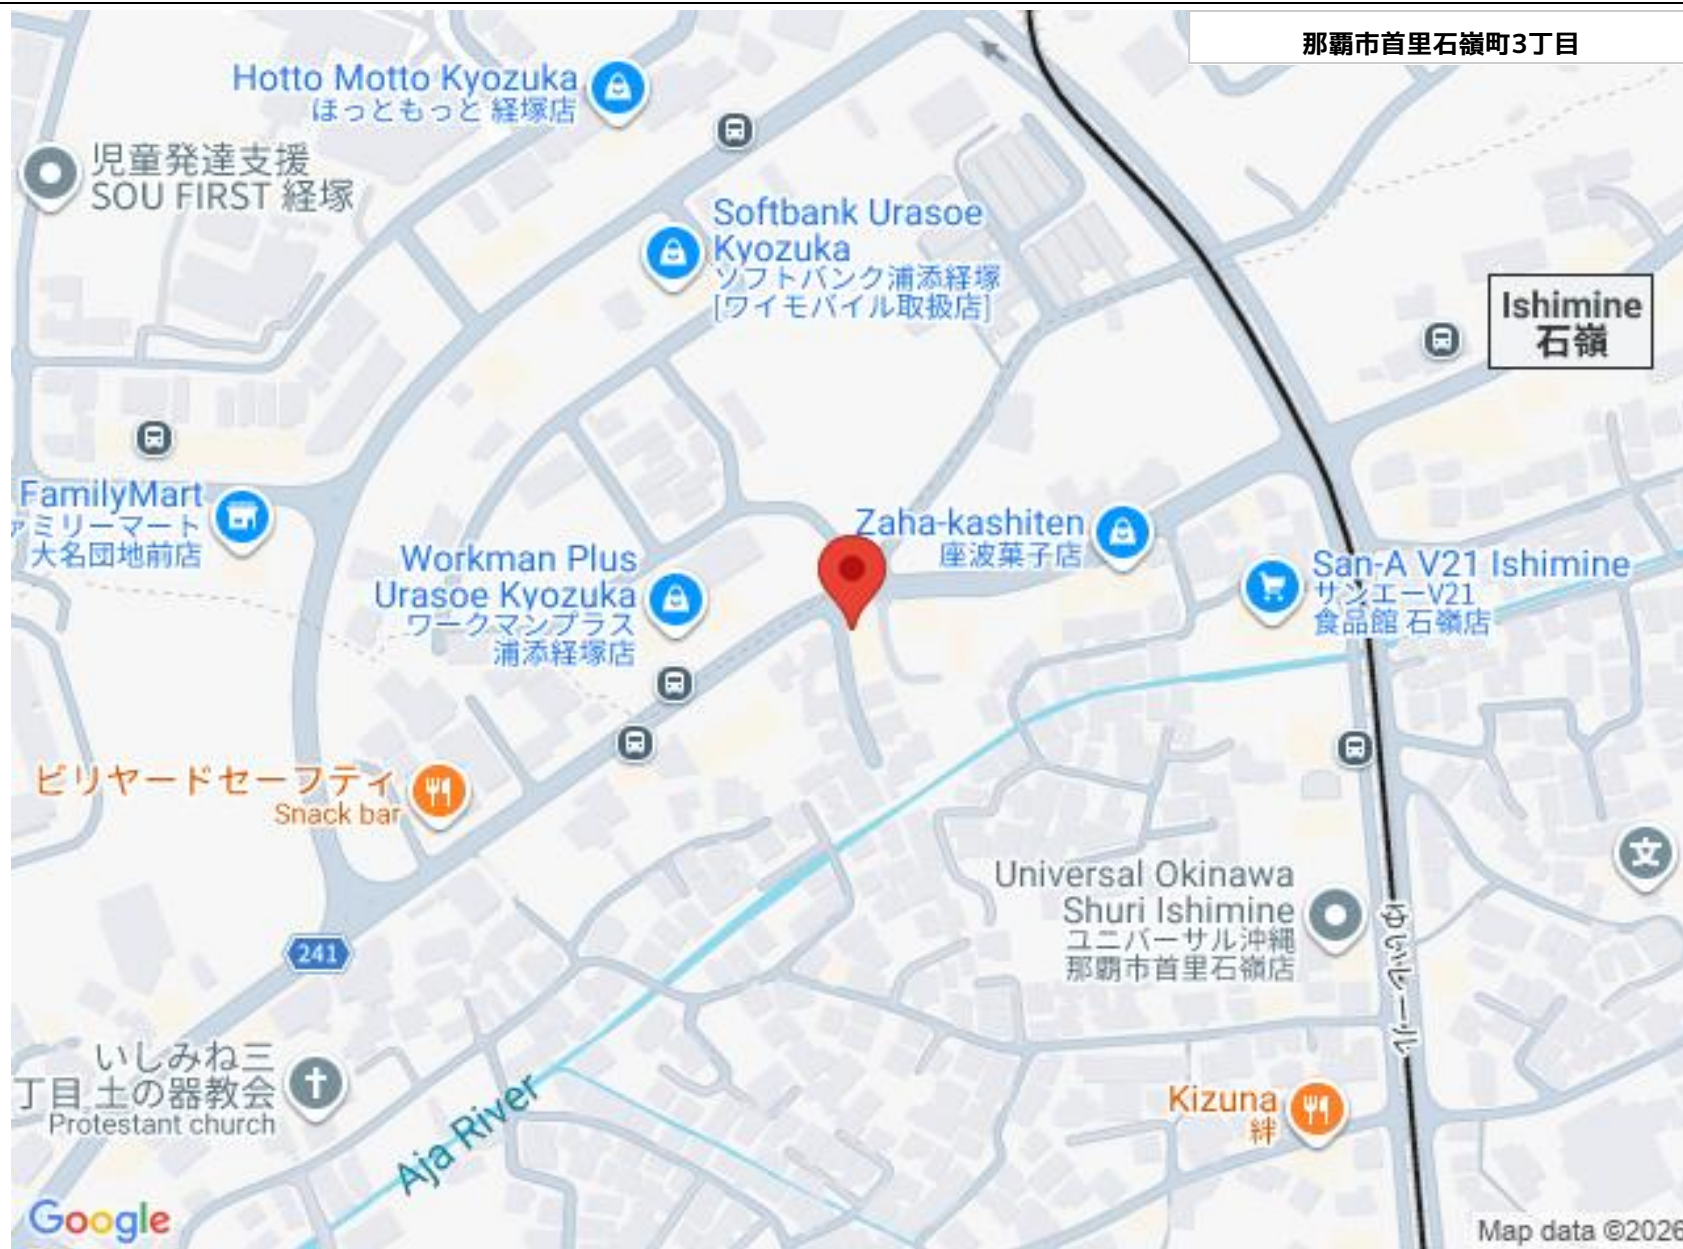 那覇市首里石嶺町3丁目
Hotto Motto Kyozuka
ほっともっと 経塚店
児童発達支援
SOU FIRST 経塚
Softbank Urasoe
Kyozuka
ソフトバンク浦添経塚
[ワイモバイル取扱店]
Ishimine
石嶺
FamilyMart
ァミリーマート
大名団地前店
Zaha-kashiten
座波菓子店
Workman Plus
Urasoe Kyozuka
ワークマンプラス
浦添経塚店
San-A V21 Ishimine
サンエーV21
食品館 石嶺店
ビリヤードセーフティ
Snack bar
文
Universal Okinawa
Shuri Ishimine
ユニバーサル沖縄
那覇市首里石嶺店
ゆいレール
241
いしみね三
丁目 土の器教会
Protestant church
Aja River
Kizuna
絆
Google
Map data ©2026